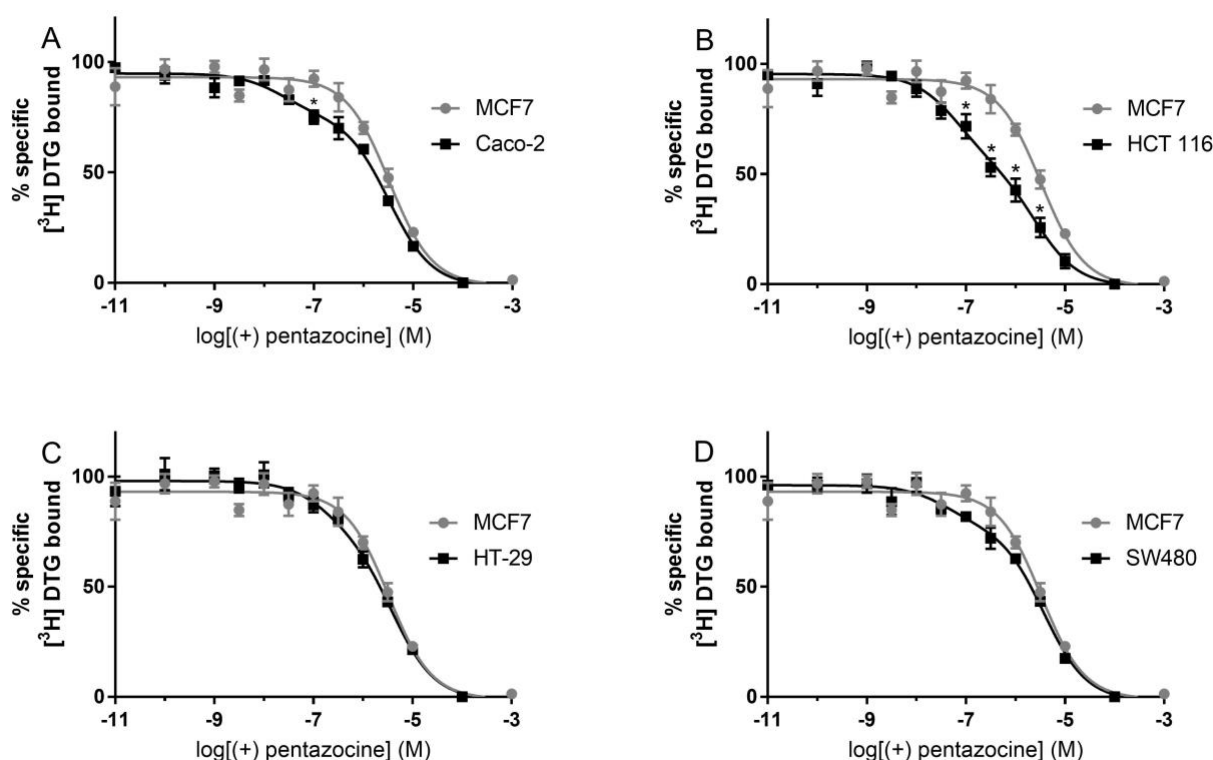 A
% specific
[³H] DTG bound
100
50
0
-11
-9
-7
-5
-3
*
log[(+) pentazocine] (M)
MCF7
Caco-2
B
% specific
[³H] DTG bound
100
50
0
-11
-9
-7
-5
-3
*
*
*
*
log[(+) pentazocine] (M)
MCF7
HCT 116
C
% specific
[³H] DTG bound
100
50
0
-11
-9
-7
-5
-3
log[(+) pentazocine] (M)
MCF7
HT-29
D
% specific
[³H] DTG bound
100
50
0
-11
-9
-7
-5
-3
log[(+) pentazocine] (M)
MCF7
SW480